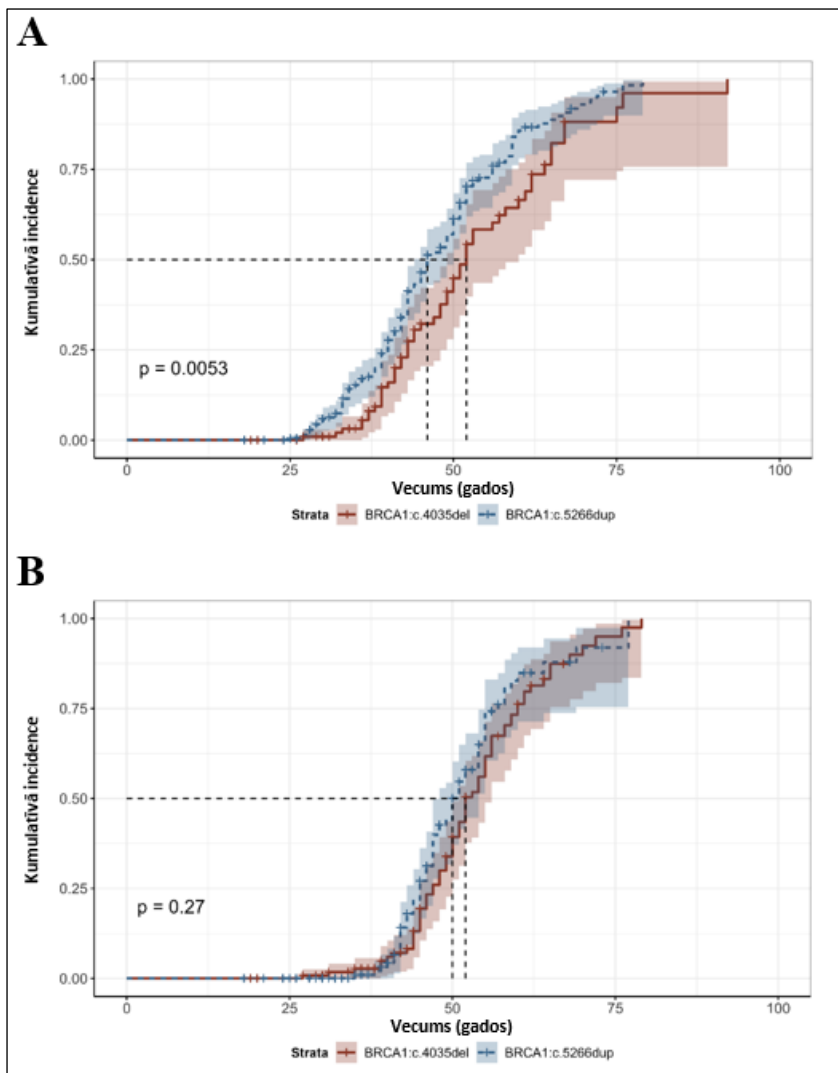 A
1.00
0.75
0.50
0.25
0.00
Kumulatīvā incidence
p = 0.0053
0 25 50 75 100
Vecums (gados)
Strata BRCA1:c.4035del BRCA1:c.5266dup
B
1.00
0.75
0.50
0.25
0.00
Kumulatīvā incidence
p = 0.27
0 25 50 75 100
Vecums (gados)
Strata BRCA1:c.4035del BRCA1:c.5266dup